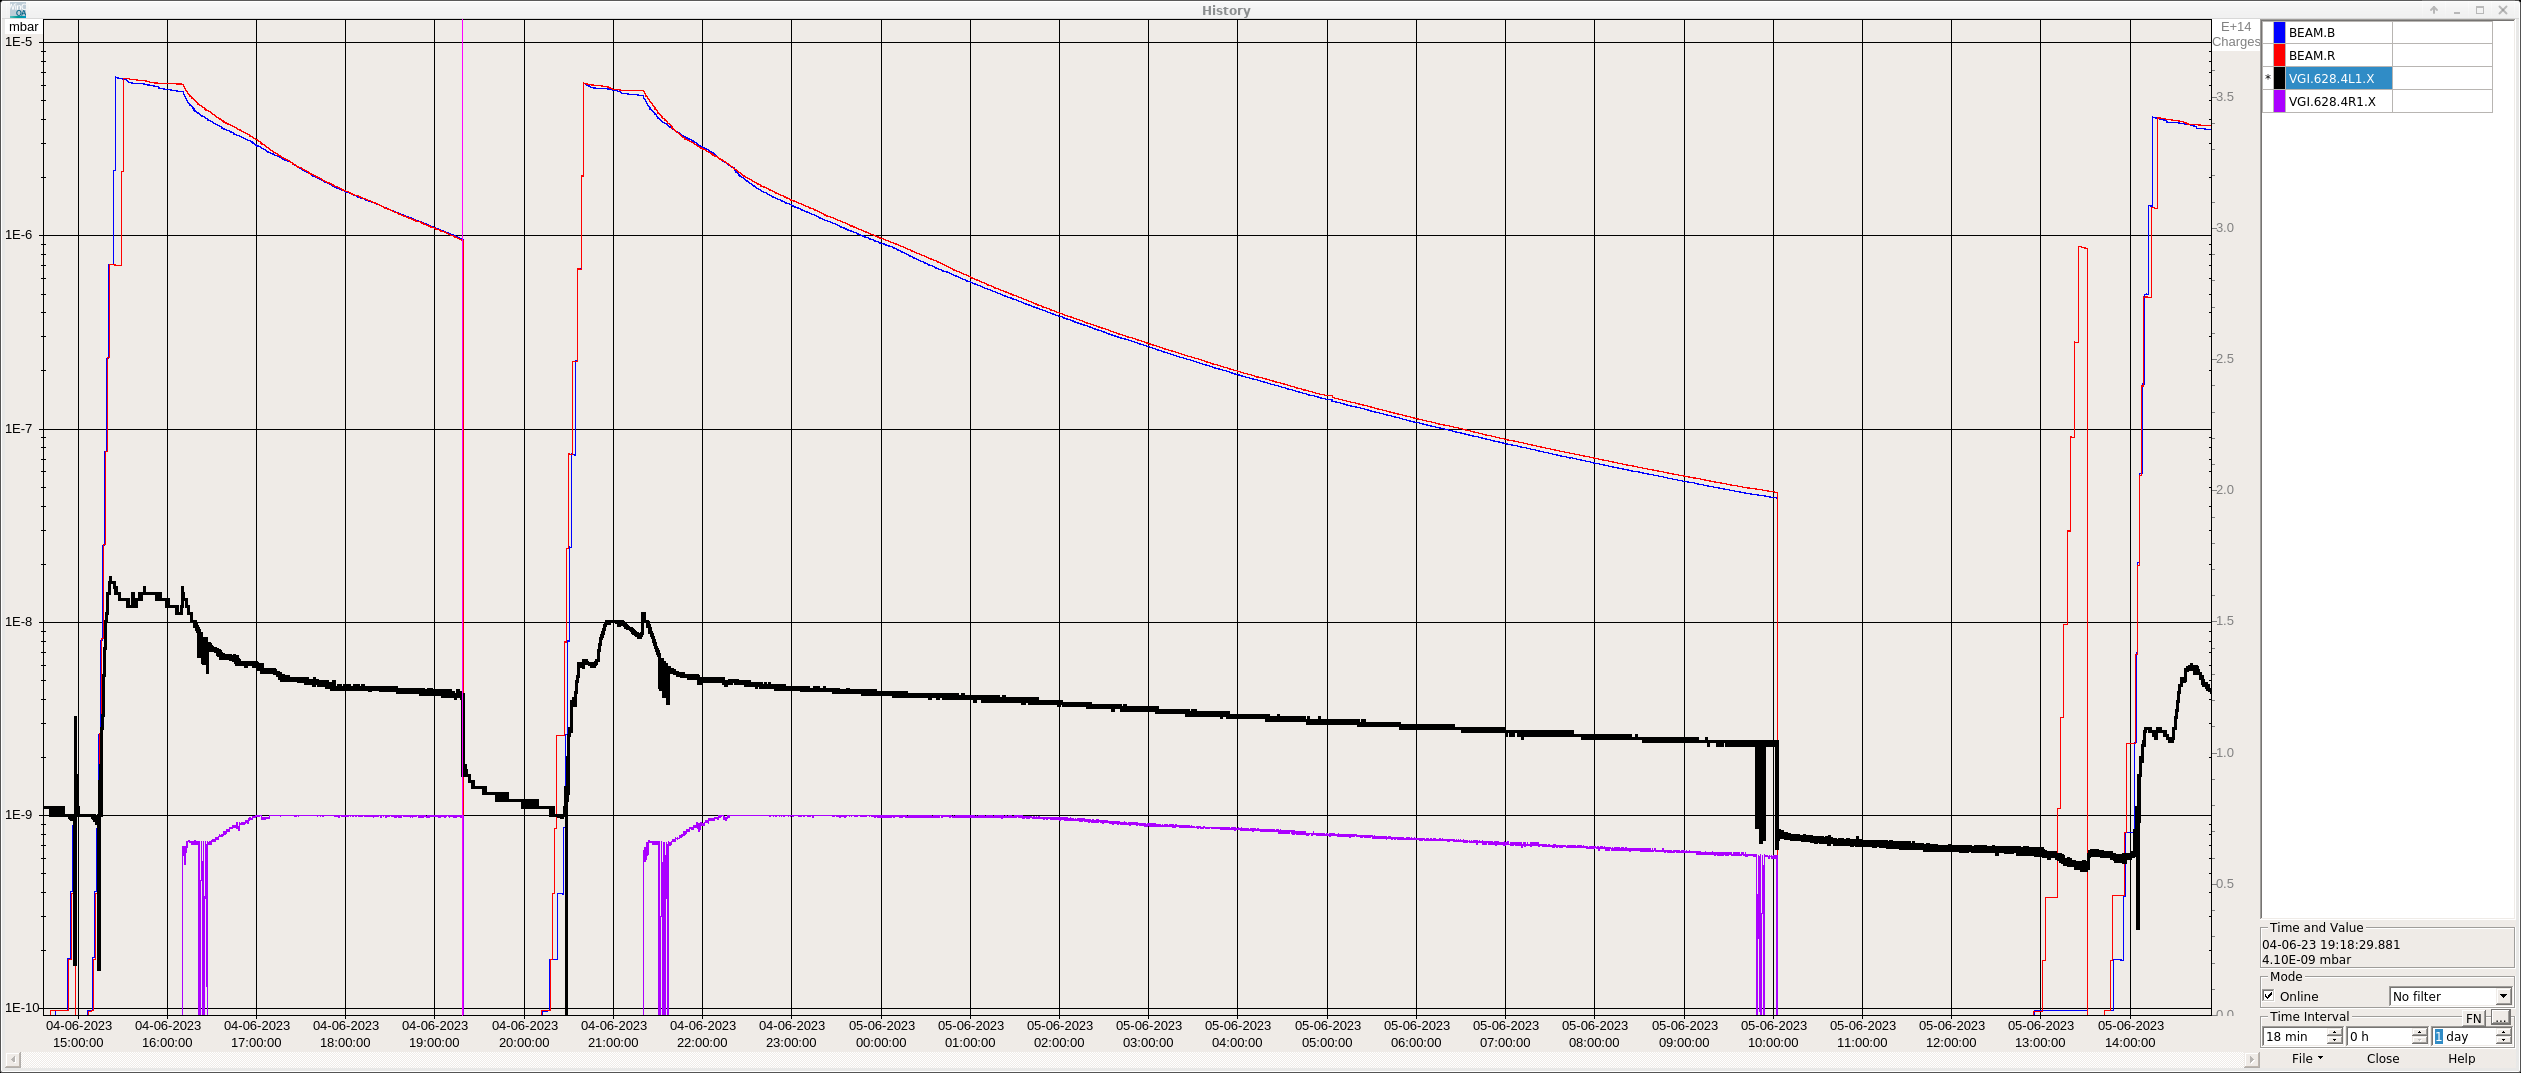 History
mbar
E+14
Charges
1E-5
1E-6
1E-7
1E-8
1E-9
1E-10
3.5
3.0
2.5
2.0
1.5
1.0
0.5
0.0
04-06-2023 04-06-2023 04-06-2023 04-06-2023 04-06-2023 04-06-2023 04-06-2023 04-06-2023 04-06-2023 05-06-2023 05-06-2023 05-06-2023 05-06-2023 05-06-2023 05-06-2023 05-06-2023 05-06-2023 05-06-2023 05-06-2023 05-06-2023 05-06-2023 05-06-2023 05-06-2023 05-06-2023
15:00:00 16:00:00 17:00:00 18:00:00 19:00:00 20:00:00 21:00:00 22:00:00 23:00:00 00:00:00 01:00:00 02:00:00 03:00:00 04:00:00 05:00:00 06:00:00 07:00:00 08:00:00 09:00:00 10:00:00 11:00:00 12:00:00 13:00:00 14:00:00
BEAM.B
BEAM.R
* VGI.628.4L1.X
VGI.628.4R1.X
Time and Value
04-06-23 19:18:29.881
4.10E-09 mbar
Mode
Online No filter
Time Interval FN ...
18 min 0 h 1 day
File Close Help